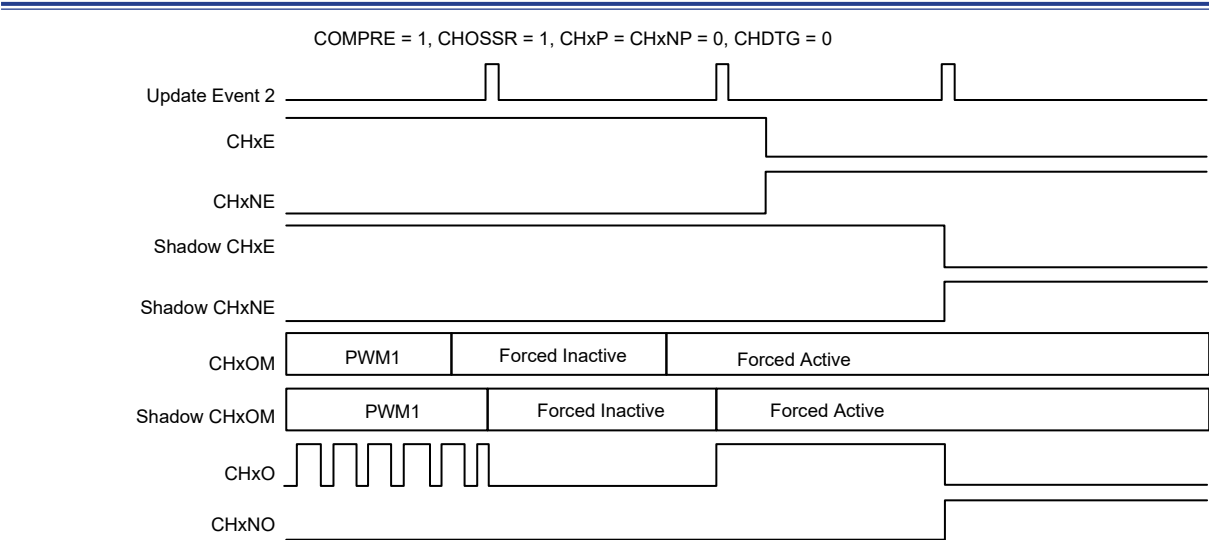 COMPRE = 1, CHOSSR = 1, CHxP = CHxNP = 0, CHDTG = 0
Update Event 2
CHxE
CHxNE
Shadow CHxE
Shadow CHxNE
CHxOM PWM1 Forced Inactive Forced Active
Shadow CHxOM PWM1 Forced Inactive Forced Active
CHxO
CHxNO